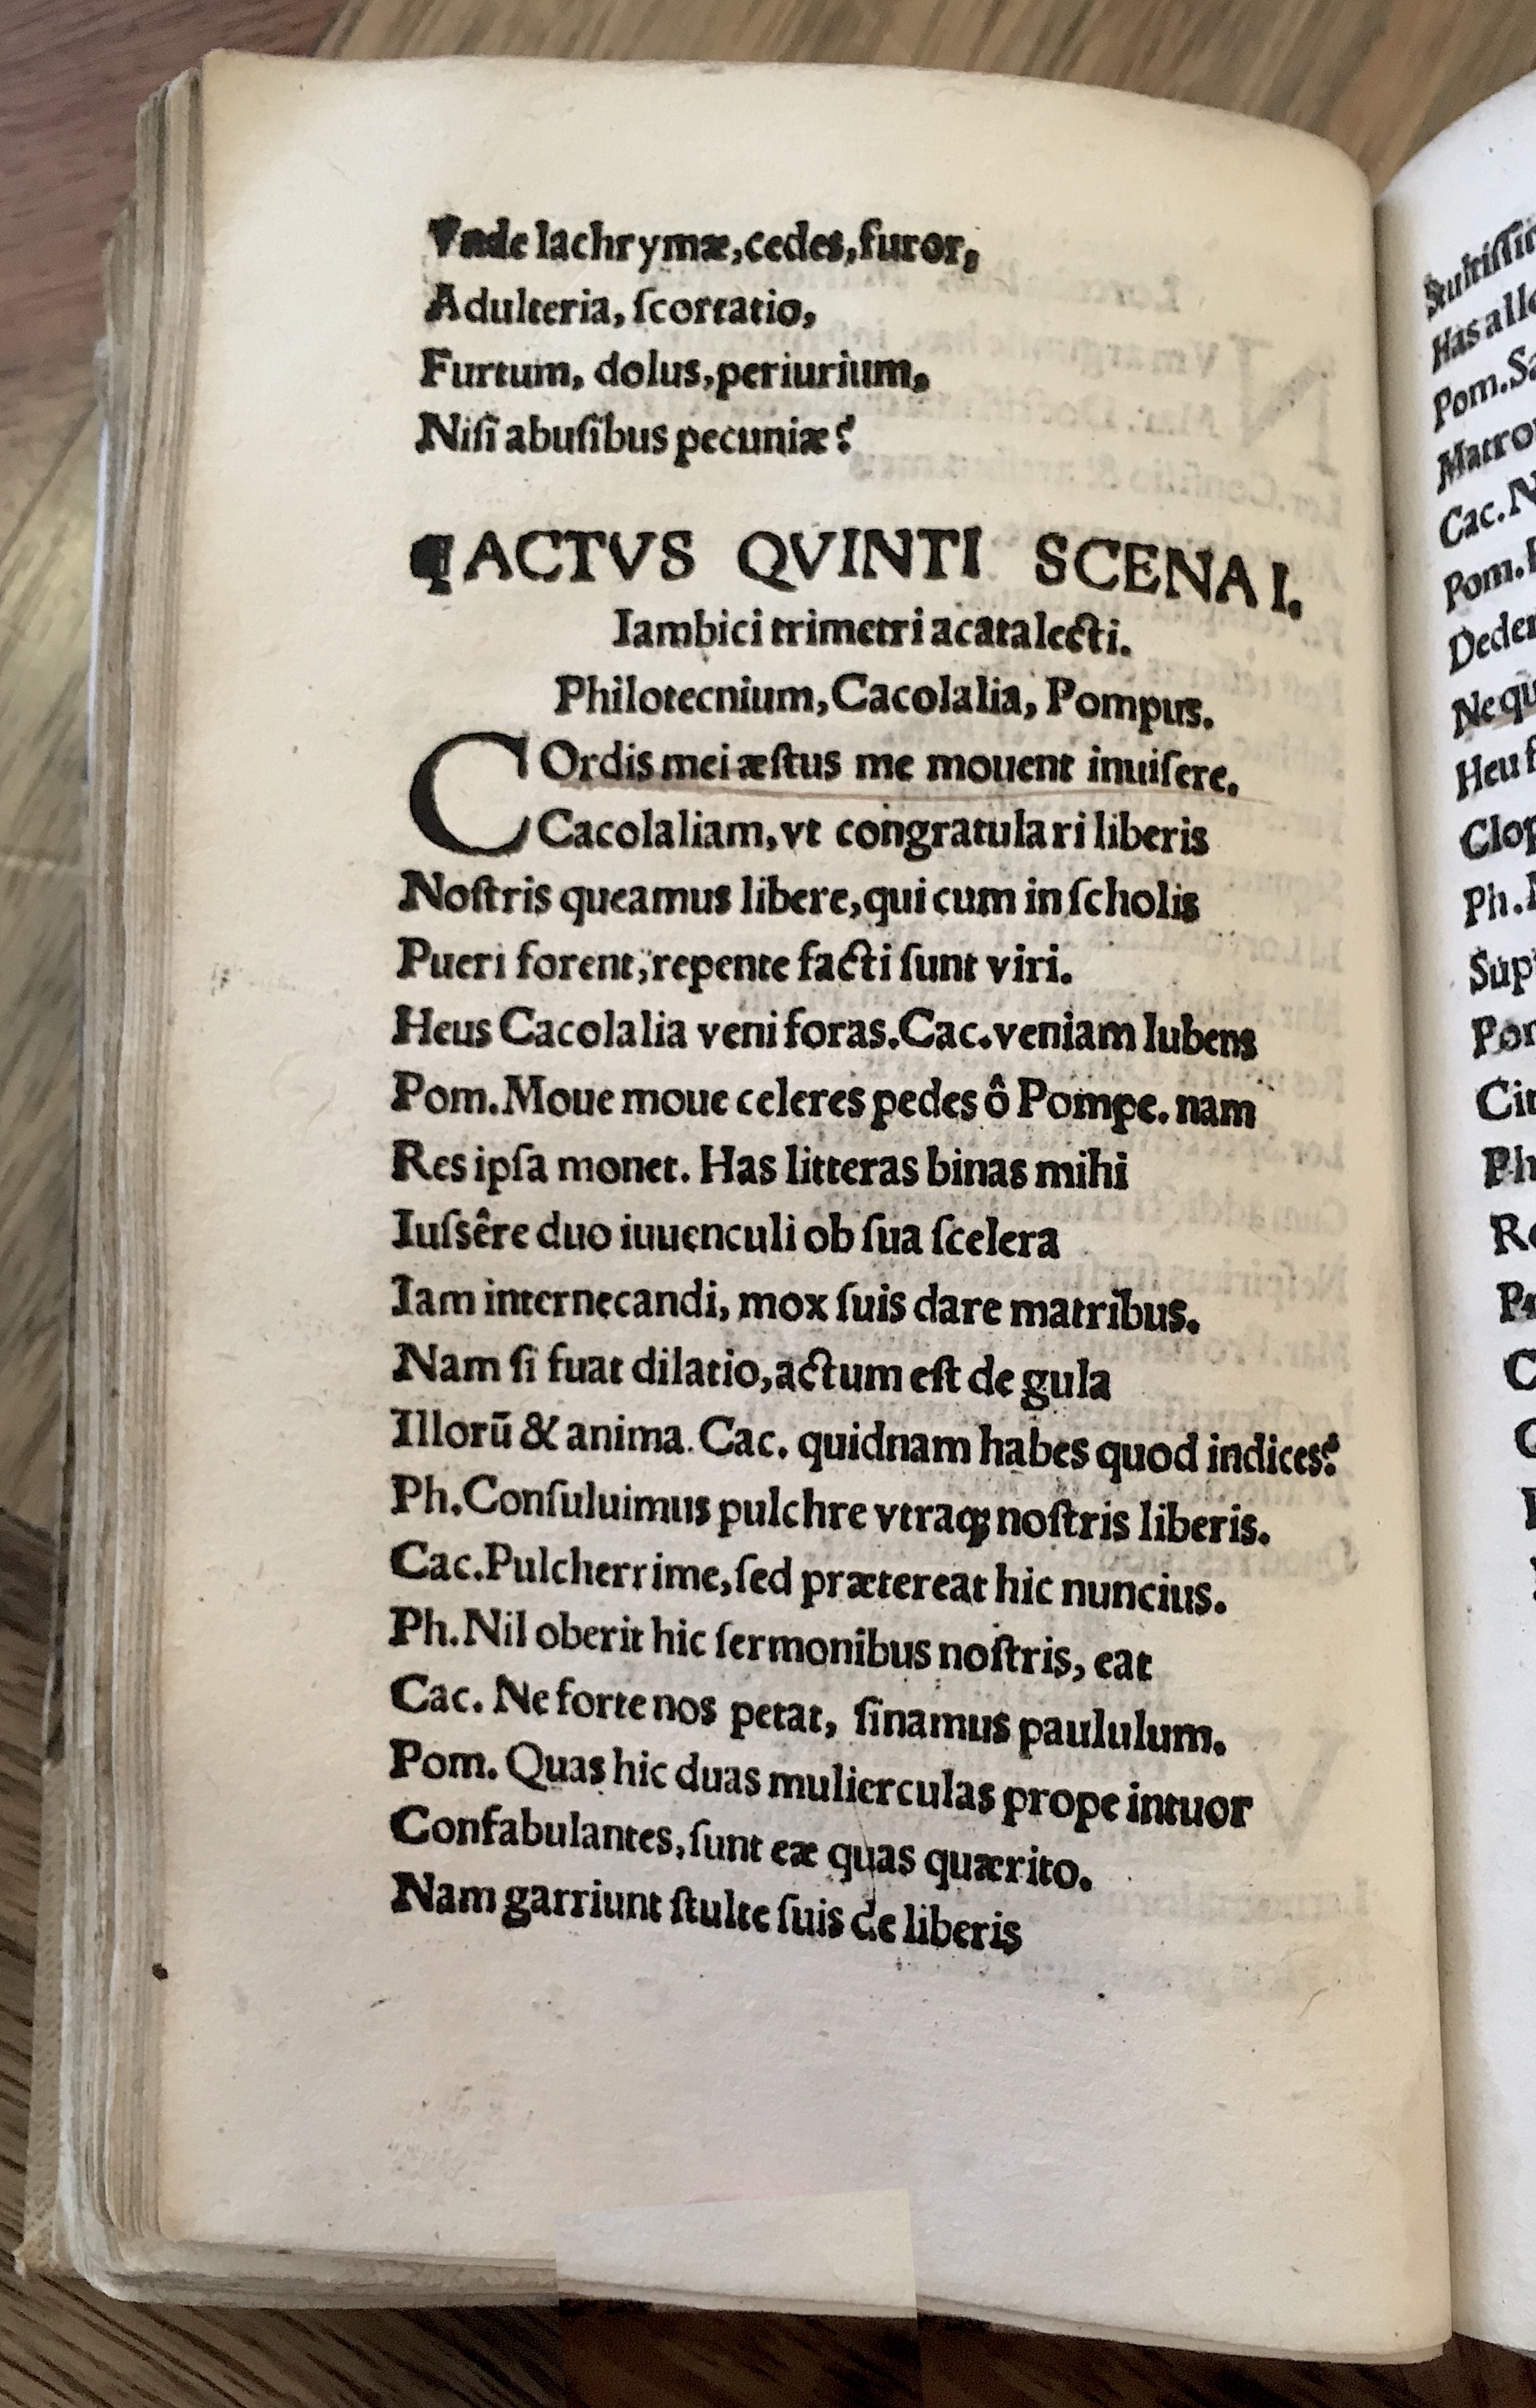 Vnde lachrymæ,cedes,furor,
Adulteria, ſcortatio,
Furtum, dolus,periurium,
Niſi abuſibus pecuniæ?
¶ACTVS QVINTI SCENA I.
Iambici trimetri acatalecti.
Philotecnium,Cacolalia, Pompus.
COrdis mei æſtus me mouent inuiſere.
Cacolaliam,vt congratulari liberis
Noſtris queamus libere,qui cum in ſcholis
Pueri forent,repente facti ſunt viri.
Heus Cacolalia veni foras.Cac.veniam lubens
Pom.Moue moue celeres pedes ô Pompe. nam
Res ipſa monet. Has litteras binas mihi
Iuſsêre duo iuuenculi ob ſua ſcelera
Iam internecandi, mox ſuis dare matribus.
Nam ſi fuat dilatio,actum eſt de gula
Illorū & anima. Cac. quidnam habes quod indices?
Ph.Conſuluimus pulchre vtraq; noſtris liberis.
Cac.Pulcherrime,ſed prætereat hic nuncius.
Ph.Nil oberit hic ſermonibus noſtris, eat
Cac. Ne forte nos petat, ſinamus paululum.
Pom. Quas hic duas mulierculas prope intuor
Confabulantes,ſunt eæ quas quærito.
Nam garriunt ſtulte ſuis de liberis
Has
Pom.
Cac.
Pom.
Heu
Ph.